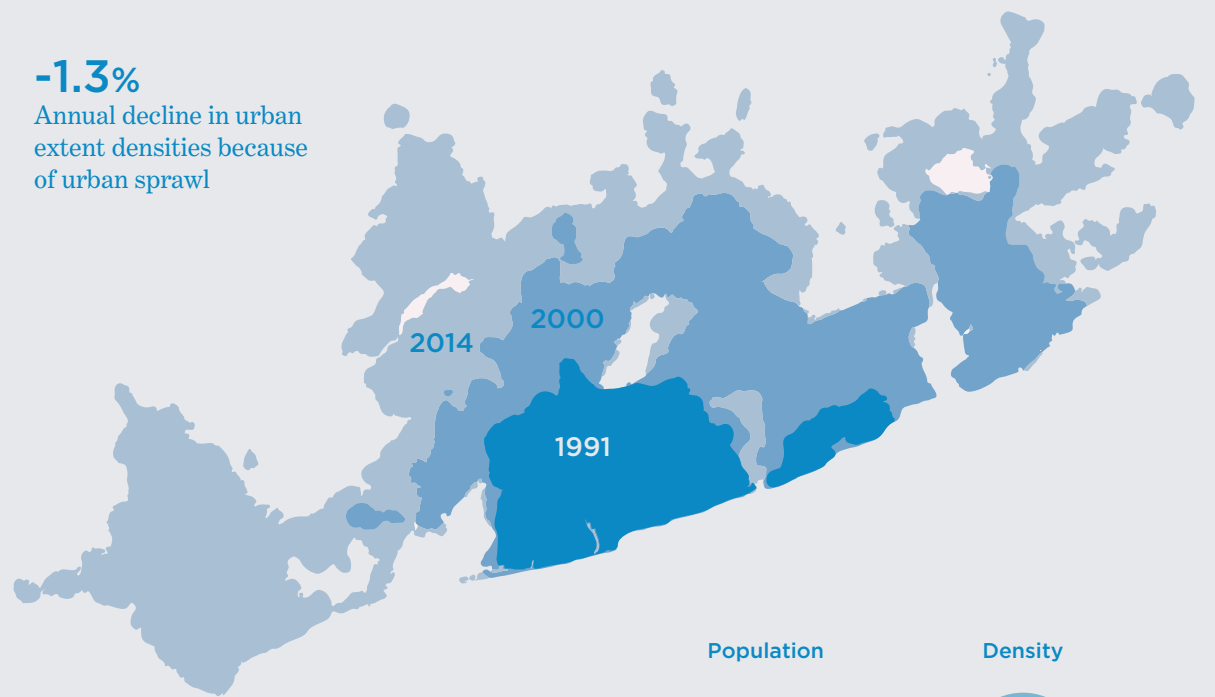 -1.3%
Annual decline in urban
extent densities because
of urban sprawl
2000
2014
1991
Population
Density